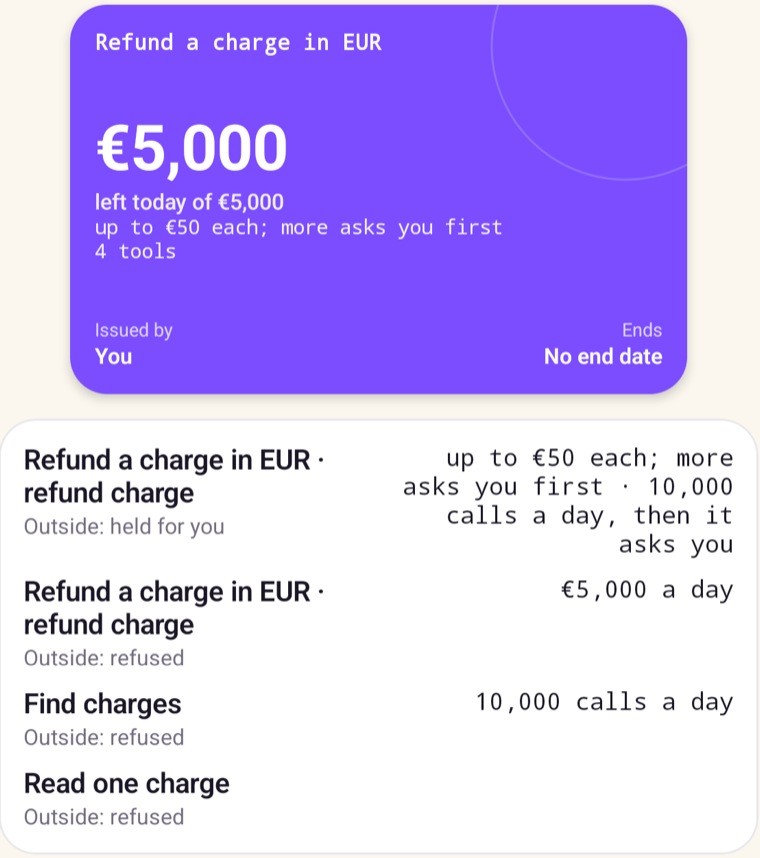 Refund a charge in EUR
€5,000
left today of €5,000
up to €50 each; more asks you first
4 tools
Issued by
You
Ends
No end date
Refund a charge in EUR ·
refund charge
Outside: held for you
up to €50 each; more
asks you first · 10,000
calls a day, then it
asks you
Refund a charge in EUR ·
refund charge
Outside: refused
€5,000 a day
Find charges
Outside: refused
10,000 calls a day
Read one charge
Outside: refused